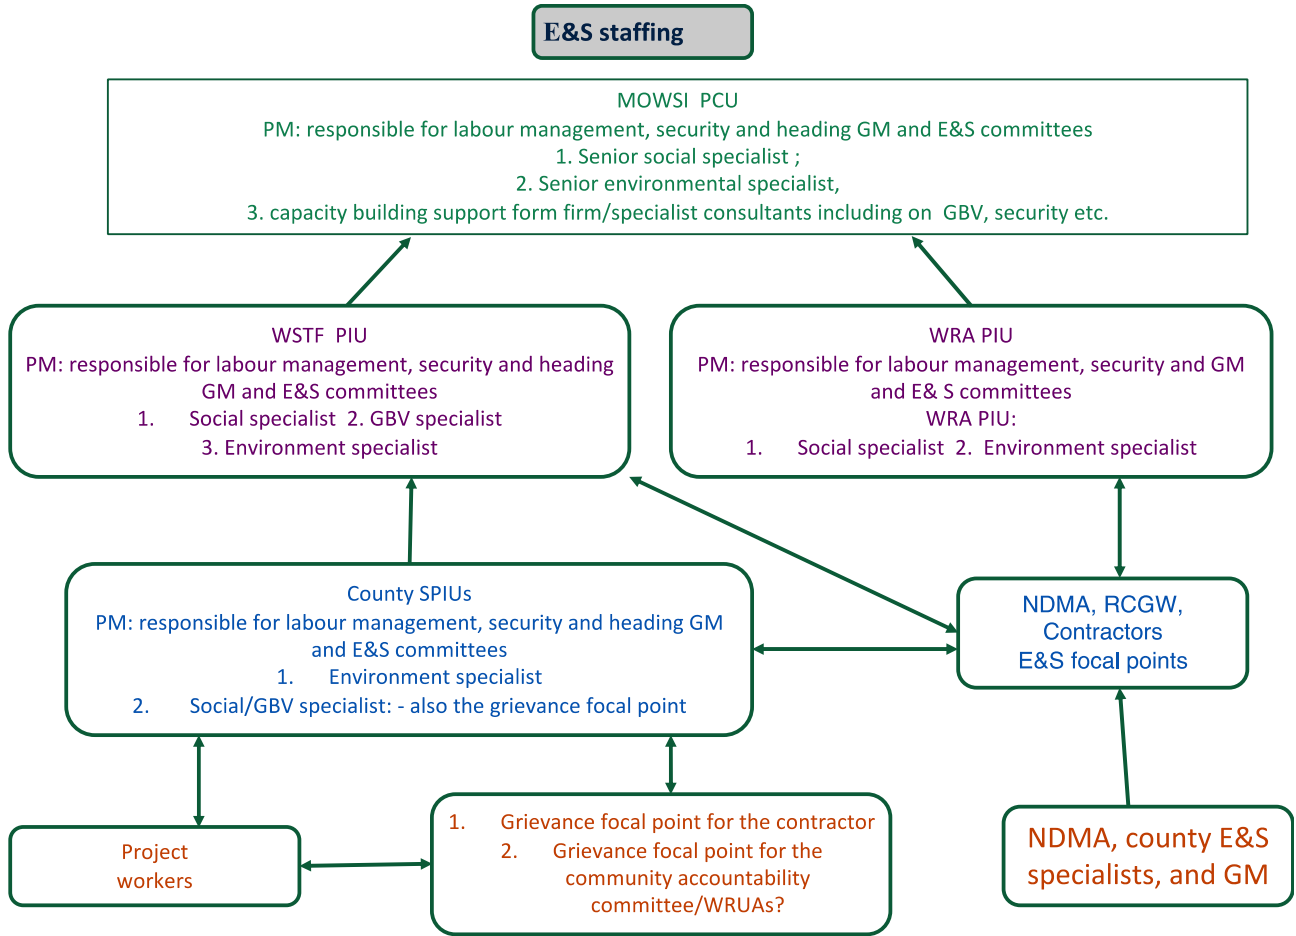 E&S staffing
MOWSI PCU
PM: responsible for labour management, security and heading GM and E&S committees
1. Senior social specialist ;
2. Senior environmental specialist,
3. capacity building support form firm/specialist consultants including on GBV, security etc.
WSTF PIU
PM: responsible for labour management, security and heading
GM and E&S committees
1. Social specialist 2. GBV specialist
3. Environment specialist
WRA PIU
PM: responsible for labour management, security and GM
and E& S committees
WRA PIU:
1. Social specialist 2. Environment specialist
County SPIUs
PM: responsible for labour management, security and heading GM
and E&S committees
1. Environment specialist
2. Social/GBV specialist: - also the grievance focal point
NDMA, RCGW,
Contractors
E&S focal points
Project
workers
1. Grievance focal point for the contractor
2. Grievance focal point for the
community accountability
committee/WRUAs?
NDMA, county E&S
specialists, and GM